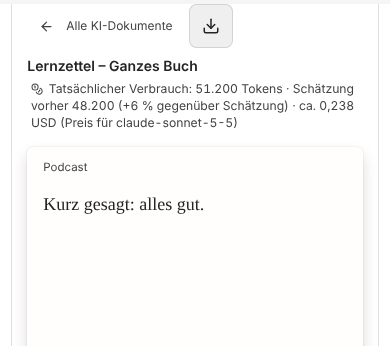 Alle KI-Dokumente
Lernzettel – Ganzes Buch
Tatsächlicher Verbrauch: 51.200 Tokens · Schätzung
vorher 48.200 (+6 % gegenüber Schätzung) · ca. 0,238
USD (Preis für claude-sonnet-5-5)
Podcast
Kurz gesagt: alles gut.